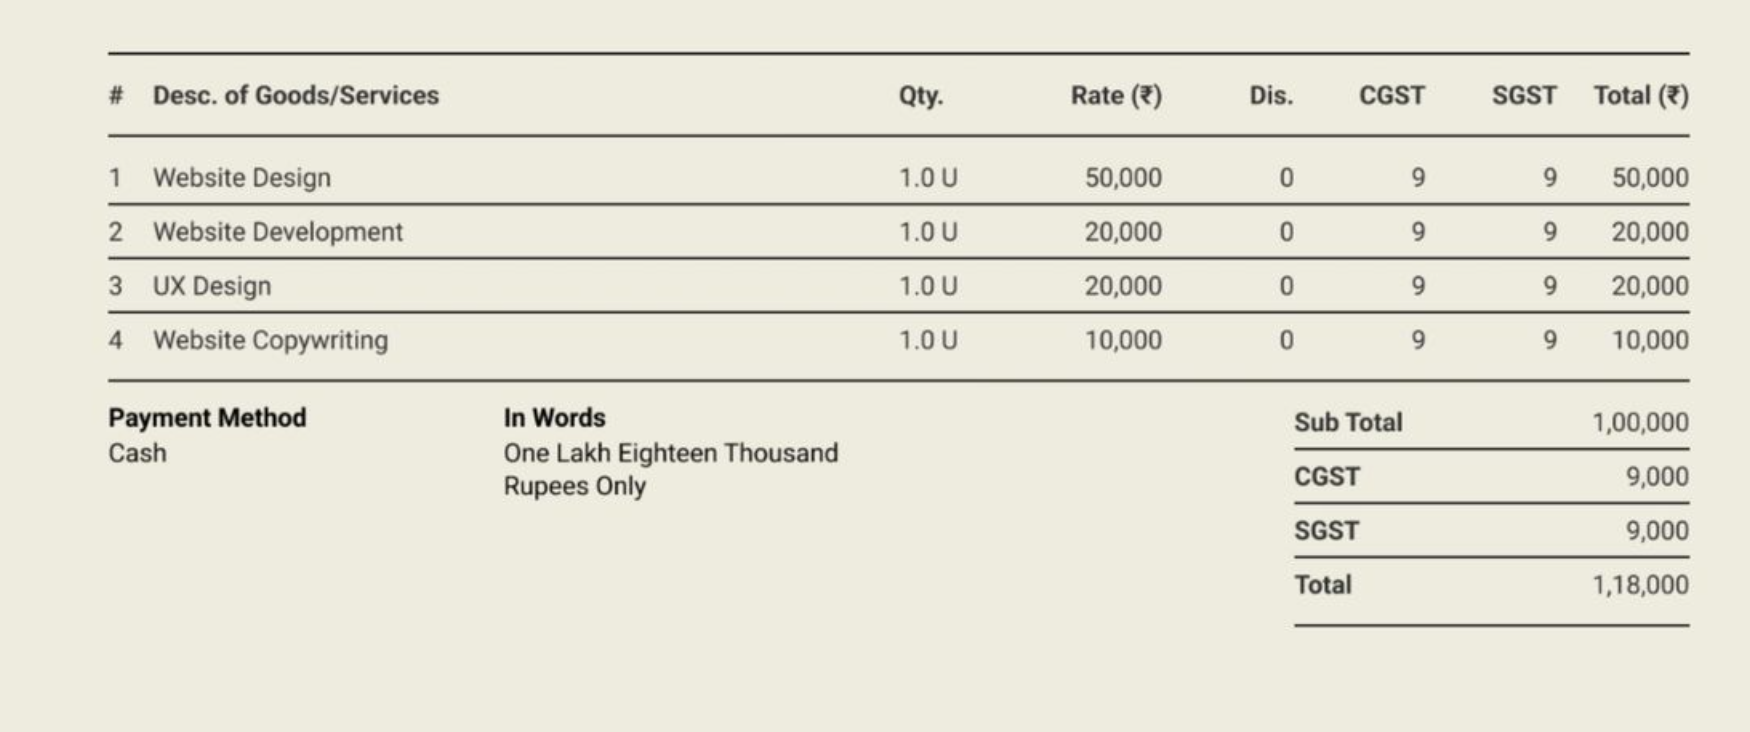 # Desc. of Goods/Services Qty. Rate (₹) Dis. CGST SGST Total (₹)
1 Website Design 1.0 U 50,000 0 9 9 50,000
2 Website Development 1.0 U 20,000 0 9 9 20,000
3 UX Design 1.0 U 20,000 0 9 9 20,000
4 Website Copywriting 1.0 U 10,000 0 9 9 10,000
Payment Method
Cash
In Words
One Lakh Eighteen Thousand
Rupees Only
Sub Total 1,00,000
CGST 9,000
SGST 9,000
Total 1,18,000